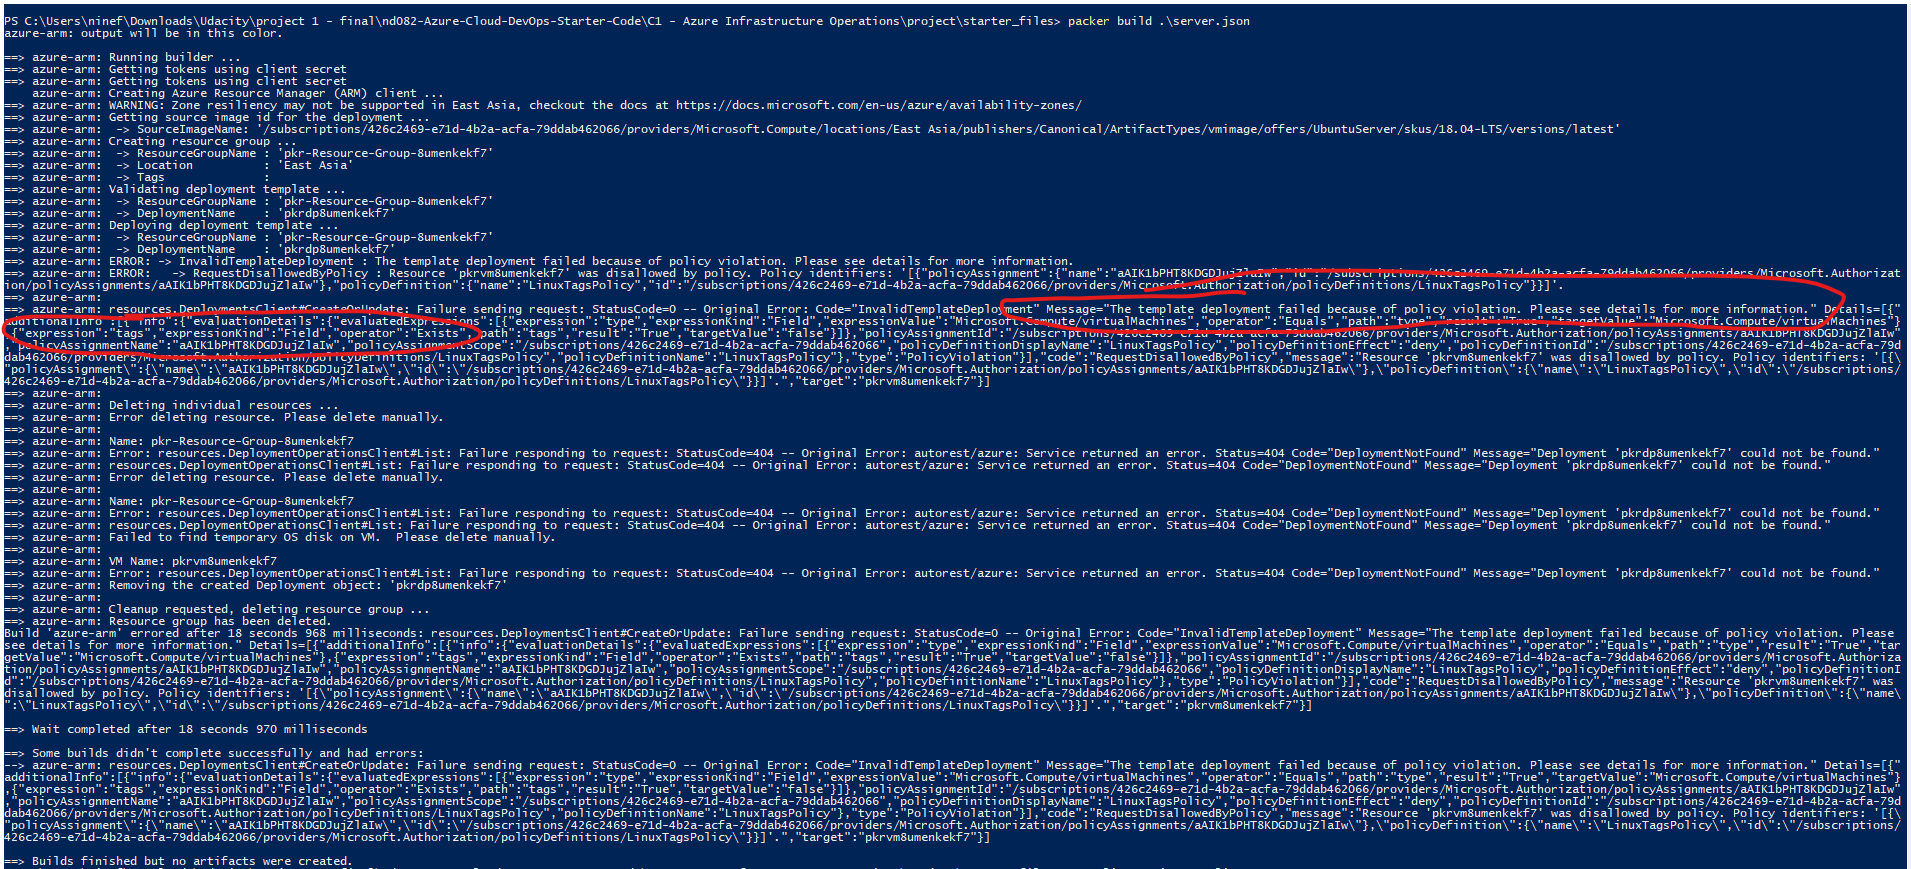 PS C:\Users\ninef\Downloads\Udacity\project 1 - final\nd082-Azure-Cloud-DevOps-Starter-Code\C1 - Azure Infrastructure Operations\project\starter_files> packer build .\server.json
azure-arm: output will be in this color.
==> azure-arm: Running builder ...
==> azure-arm: Getting tokens using client secret
==> azure-arm: Getting tokens using client secret
azure-arm: Creating Azure Resource Manager (ARM) client ...
==> azure-arm: WARNING: Zone resiliency may not be supported in East Asia, checkout the docs at https://docs.microsoft.com/en-us/azure/availability-zones/
==> azure-arm: Getting source image id for the deployment ...
==> azure-arm:  -> SourceImageName: '/subscriptions/426c2469-e71d-4b2a-acfa-79ddab462066/providers/Microsoft.Compute/locations/East Asia/publishers/Canonical/ArtifactTypes/vmimage/offers/UbuntuServer/skus/18.04-LTS/versions/latest'
==> azure-arm: Creating resource group ...
==> azure-arm:  -> ResourceGroupName : 'pkr-Resource-Group-8umenkekf7'
==> azure-arm:  -> Location          : 'East Asia'
==> azure-arm:  -> Tags              :
==> azure-arm: Validating deployment template ...
==> azure-arm:  -> ResourceGroupName : 'pkr-Resource-Group-8umenkekf7'
==> azure-arm:  -> DeploymentName    : 'pkrdp8umenkekf7'
==> azure-arm: Deploying deployment template ...
==> azure-arm:  -> ResourceGroupName : 'pkr-Resource-Group-8umenkekf7'
==> azure-arm:  -> DeploymentName    : 'pkrdp8umenkekf7'
==> azure-arm: ERROR: -> InvalidTemplateDeployment : The template deployment failed because of policy violation. Please see details for more information.
==> azure-arm: ERROR:   -> RequestDisallowedByPolicy : Resource 'pkrvm8umenkekf7' was disallowed by policy. Policy identifiers: '[{"policyAssignment":{"name":"aAIK1bPHT8KDGDJujZlaIw","id":"/subscriptions/426c2469-e71d-4b2a-acfa-79ddab462066/providers/Microsoft.Authorizat
ion/policyAssignments/aAIK1bPHT8KDGDJujZlaIw"},"policyDefinition":{"name":"LinuxTagsPolicy","id":"/subscriptions/426c2469-e71d-4b2a-acfa-79ddab462066/providers/Microsoft.Authorization/policyDefinitions/LinuxTagsPolicy"}}]'.
==> azure-arm:
==> azure-arm: resources.DeploymentsClient#CreateOrUpdate: Failure sending request: StatusCode=0 -- Original Error: Code="InvalidTemplateDeployment" Message="The template deployment failed because of policy violation. Please see details for more information." Details=[{"
additionalInfo":[{"info":{"evaluationDetails":{"evaluatedExpressions":[{"expression":"type","expressionKind":"Field","expressionValue":"Microsoft.Compute/virtualMachines","operator":"Equals","path":"type","result":"True","targetValue":"Microsoft.Compute/virtualMachines"}
,{"expression":"tags","expressionKind":"Field","operator":"Exists","path":"tags","result":"True","targetValue":"false"}]},"policyAssignmentId":"/subscriptions/426c2469-e71d-4b2a-acfa-79ddab462066/providers/Microsoft.Authorization/policyAssignments/aAIK1bPHT8KDGDJujZlaIw"
,"policyAssignmentName":"aAIK1bPHT8KDGDJujZlaIw","policyAssignmentScope":"/subscriptions/426c2469-e71d-4b2a-acfa-79ddab462066","policyDefinitionDisplayName":"LinuxTagsPolicy","policyDefinitionEffect":"deny","policyDefinitionId":"/subscriptions/426c2469-e71d-4b2a-acfa-79d
dab462066/providers/Microsoft.Authorization/policyDefinitions/LinuxTagsPolicy","policyDefinitionName":"LinuxTagsPolicy"},"type":"PolicyViolation"}],"code":"RequestDisallowedByPolicy","message":"Resource 'pkrvm8umenkekf7' was disallowed by policy. Policy identifiers: '[{\
"policyAssignment\":{\"name\":\"aAIK1bPHT8KDGDJujZlaIw\",\"id\":\"/subscriptions/426c2469-e71d-4b2a-acfa-79ddab462066/providers/Microsoft.Authorization/policyAssignments/aAIK1bPHT8KDGDJujZlaIw\"},\"policyDefinition\":{\"name\":\"LinuxTagsPolicy\",\"id\":\"/subscriptions/
426c2469-e71d-4b2a-acfa-79ddab462066/providers/Microsoft.Authorization/policyDefinitions/LinuxTagsPolicy\"}}]'.","target":"pkrvm8umenkekf7"}]
==> azure-arm:
==> azure-arm: Deleting individual resources ...
==> azure-arm: Error deleting resource. Please delete manually.
==> azure-arm:
==> azure-arm: Name: pkr-Resource-Group-8umenkekf7
==> azure-arm: Error: resources.DeploymentOperationsClient#List: Failure responding to request: StatusCode=404 -- Original Error: autorest/azure: Service returned an error. Status=404 Code="DeploymentNotFound" Message="Deployment 'pkrdp8umenkekf7' could not be found."
==> azure-arm: resources.DeploymentOperationsClient#List: Failure responding to request: StatusCode=404 -- Original Error: autorest/azure: Service returned an error. Status=404 Code="DeploymentNotFound" Message="Deployment 'pkrdp8umenkekf7' could not be found."
==> azure-arm: Error deleting resource. Please delete manually.
==> azure-arm:
==> azure-arm: Name: pkr-Resource-Group-8umenkekf7
==> azure-arm: Error: resources.DeploymentOperationsClient#List: Failure responding to request: StatusCode=404 -- Original Error: autorest/azure: Service returned an error. Status=404 Code="DeploymentNotFound" Message="Deployment 'pkrdp8umenkekf7' could not be found."
==> azure-arm: resources.DeploymentOperationsClient#List: Failure responding to request: StatusCode=404 -- Original Error: autorest/azure: Service returned an error. Status=404 Code="DeploymentNotFound" Message="Deployment 'pkrdp8umenkekf7' could not be found."
==> azure-arm: Failed to find temporary OS disk on VM.  Please delete manually.
==> azure-arm:
==> azure-arm: VM Name: pkrvm8umenkekf7
==> azure-arm: Error: resources.DeploymentOperationsClient#List: Failure responding to request: StatusCode=404 -- Original Error: autorest/azure: Service returned an error. Status=404 Code="DeploymentNotFound" Message="Deployment 'pkrdp8umenkekf7' could not be found."
==> azure-arm: Removing the created Deployment object: 'pkrdp8umenkekf7'
==> azure-arm:
==> azure-arm: Cleanup requested, deleting resource group ...
==> azure-arm: Resource group has been deleted.
Build 'azure-arm' errored after 18 seconds 968 milliseconds: resources.DeploymentsClient#CreateOrUpdate: Failure sending request: StatusCode=0 -- Original Error: Code="InvalidTemplateDeployment" Message="The template deployment failed because of policy violation. Please
see details for more information." Details=[{"additionalInfo":[{"info":{"evaluationDetails":{"evaluatedExpressions":[{"expression":"type","expressionKind":"Field","expressionValue":"Microsoft.Compute/virtualMachines","operator":"Equals","path":"type","result":"True","tar
getValue":"Microsoft.Compute/virtualMachines"},{"expression":"tags","expressionKind":"Field","operator":"Exists","path":"tags","result":"True","targetValue":"false"}]},"policyAssignmentId":"/subscriptions/426c2469-e71d-4b2a-acfa-79ddab462066/providers/Microsoft.Authoriza
tion/policyAssignments/aAIK1bPHT8KDGDJujZlaIw","policyAssignmentName":"aAIK1bPHT8KDGDJujZlaIw","policyAssignmentScope":"/subscriptions/426c2469-e71d-4b2a-acfa-79ddab462066","policyDefinitionDisplayName":"LinuxTagsPolicy","policyDefinitionEffect":"deny","policyDefinitionI
d":"/subscriptions/426c2469-e71d-4b2a-acfa-79ddab462066/providers/Microsoft.Authorization/policyDefinitions/LinuxTagsPolicy","policyDefinitionName":"LinuxTagsPolicy"},"type":"PolicyViolation"}],"code":"RequestDisallowedByPolicy","message":"Resource 'pkrvm8umenkekf7' was
disallowed by policy. Policy identifiers: '[{\"policyAssignment\":{\"name\":\"aAIK1bPHT8KDGDJujZlaIw\",\"id\":\"/subscriptions/426c2469-e71d-4b2a-acfa-79ddab462066/providers/Microsoft.Authorization/policyAssignments/aAIK1bPHT8KDGDJujZlaIw\"},\"policyDefinition\":{\"name\
":\"LinuxTagsPolicy\",\"id\":\"/subscriptions/426c2469-e71d-4b2a-acfa-79ddab462066/providers/Microsoft.Authorization/policyDefinitions/LinuxTagsPolicy\"}}]'.","target":"pkrvm8umenkekf7"}]
==> Wait completed after 18 seconds 970 milliseconds
==> Some builds didn't complete successfully and had errors:
--> azure-arm: resources.DeploymentsClient#CreateOrUpdate: Failure sending request: StatusCode=0 -- Original Error: Code="InvalidTemplateDeployment" Message="The template deployment failed because of policy violation. Please see details for more information." Details=[{"
additionalInfo":[{"info":{"evaluationDetails":{"evaluatedExpressions":[{"expression":"type","expressionKind":"Field","expressionValue":"Microsoft.Compute/virtualMachines","operator":"Equals","path":"type","result":"True","targetValue":"Microsoft.Compute/virtualMachines"}
,{"expression":"tags","expressionKind":"Field","operator":"Exists","path":"tags","result":"True","targetValue":"false"}]},"policyAssignmentId":"/subscriptions/426c2469-e71d-4b2a-acfa-79ddab462066/providers/Microsoft.Authorization/policyAssignments/aAIK1bPHT8KDGDJujZlaIw"
,"policyAssignmentName":"aAIK1bPHT8KDGDJujZlaIw","policyAssignmentScope":"/subscriptions/426c2469-e71d-4b2a-acfa-79ddab462066","policyDefinitionDisplayName":"LinuxTagsPolicy","policyDefinitionEffect":"deny","policyDefinitionId":"/subscriptions/426c2469-e71d-4b2a-acfa-79d
dab462066/providers/Microsoft.Authorization/policyDefinitions/LinuxTagsPolicy","policyDefinitionName":"LinuxTagsPolicy"},"type":"PolicyViolation"}],"code":"RequestDisallowedByPolicy","message":"Resource 'pkrvm8umenkekf7' was disallowed by policy. Policy identifiers: '[{\
"policyAssignment\":{\"name\":\"aAIK1bPHT8KDGDJujZlaIw\",\"id\":\"/subscriptions/426c2469-e71d-4b2a-acfa-79ddab462066/providers/Microsoft.Authorization/policyAssignments/aAIK1bPHT8KDGDJujZlaIw\"},\"policyDefinition\":{\"name\":\"LinuxTagsPolicy\",\"id\":\"/subscriptions/
426c2469-e71d-4b2a-acfa-79ddab462066/providers/Microsoft.Authorization/policyDefinitions/LinuxTagsPolicy\"}}]'.","target":"pkrvm8umenkekf7"}]
==> Builds finished but no artifacts were created.